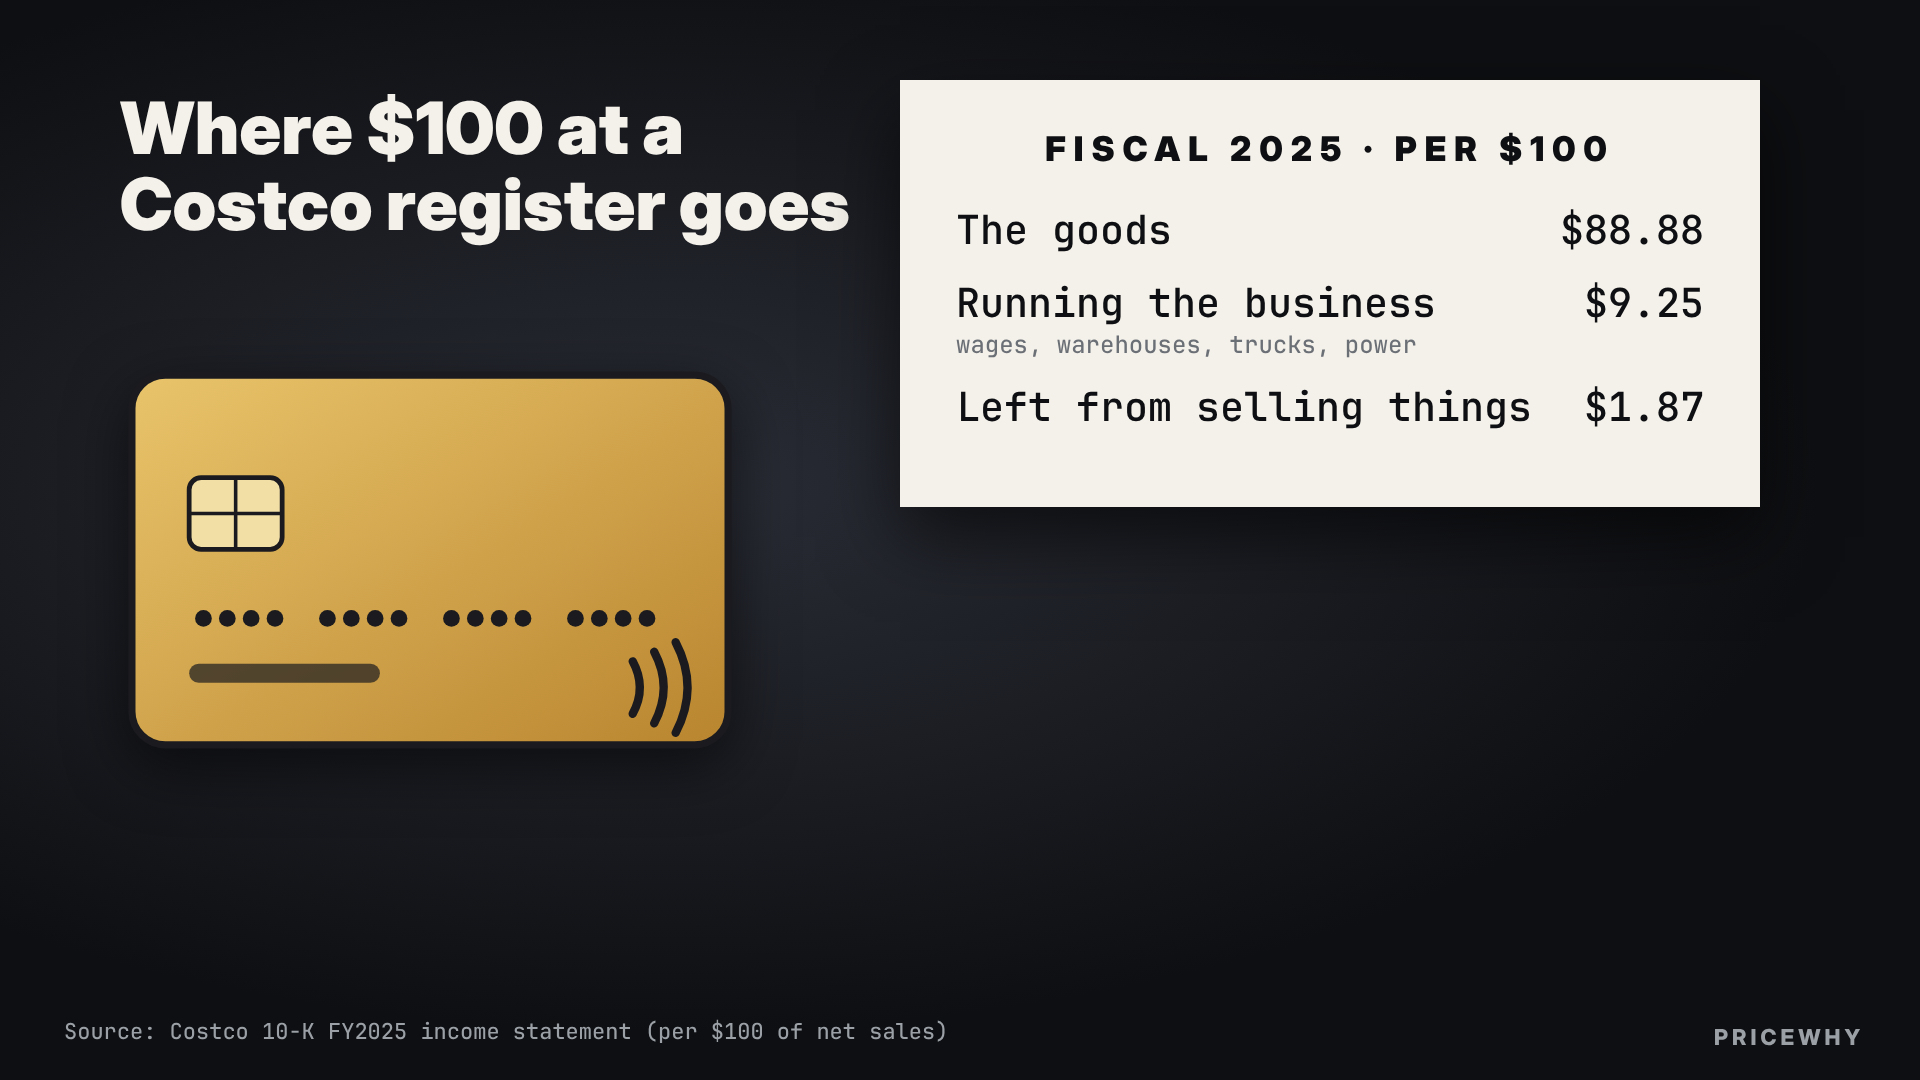 Where $100 at a
Costco register goes
FISCAL 2025 · PER $100
The goods $88.88
Running the business $9.25
wages, warehouses, trucks, power
Left from selling things $1.87
Source: Costco 10-K FY2025 income statement (per $100 of net sales)
PRICEWHY